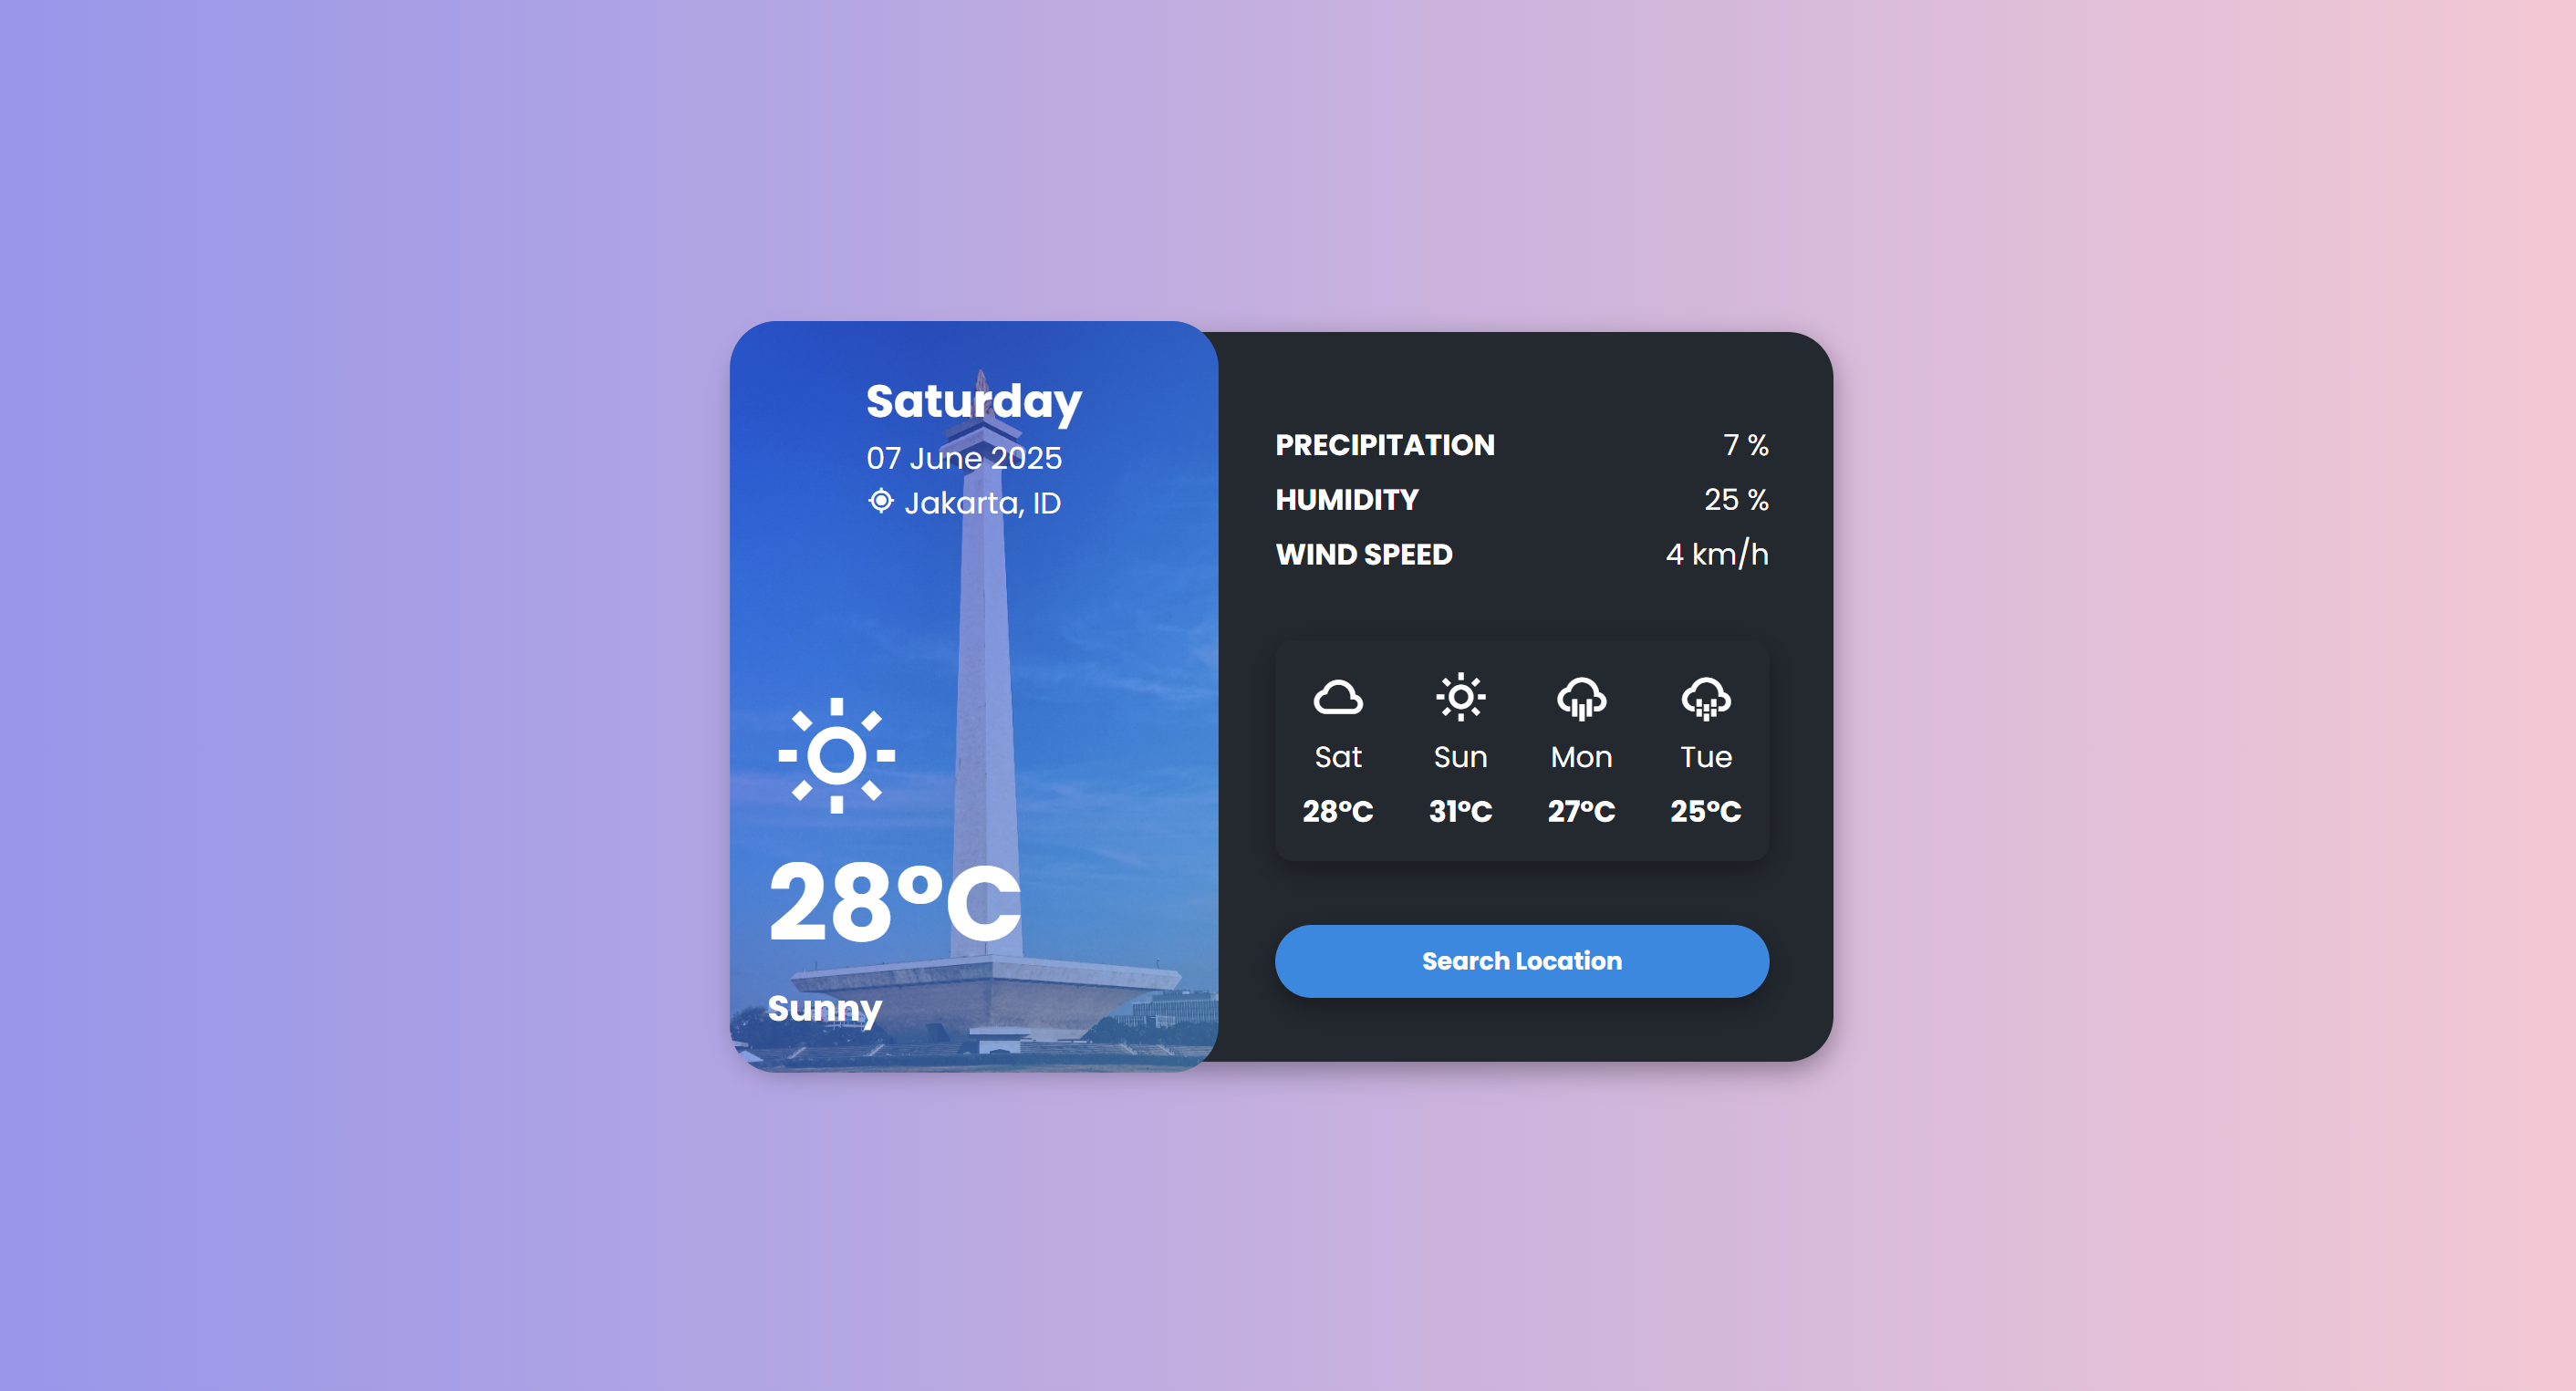 Saturday
07 June 2025
Jakarta, ID
28°C
Sunny
PRECIPITATION 7 %
HUMIDITY 25 %
WIND SPEED 4 km/h
Sat Sun Mon Tue
28°C 31°C 27°C 25°C
Search Location